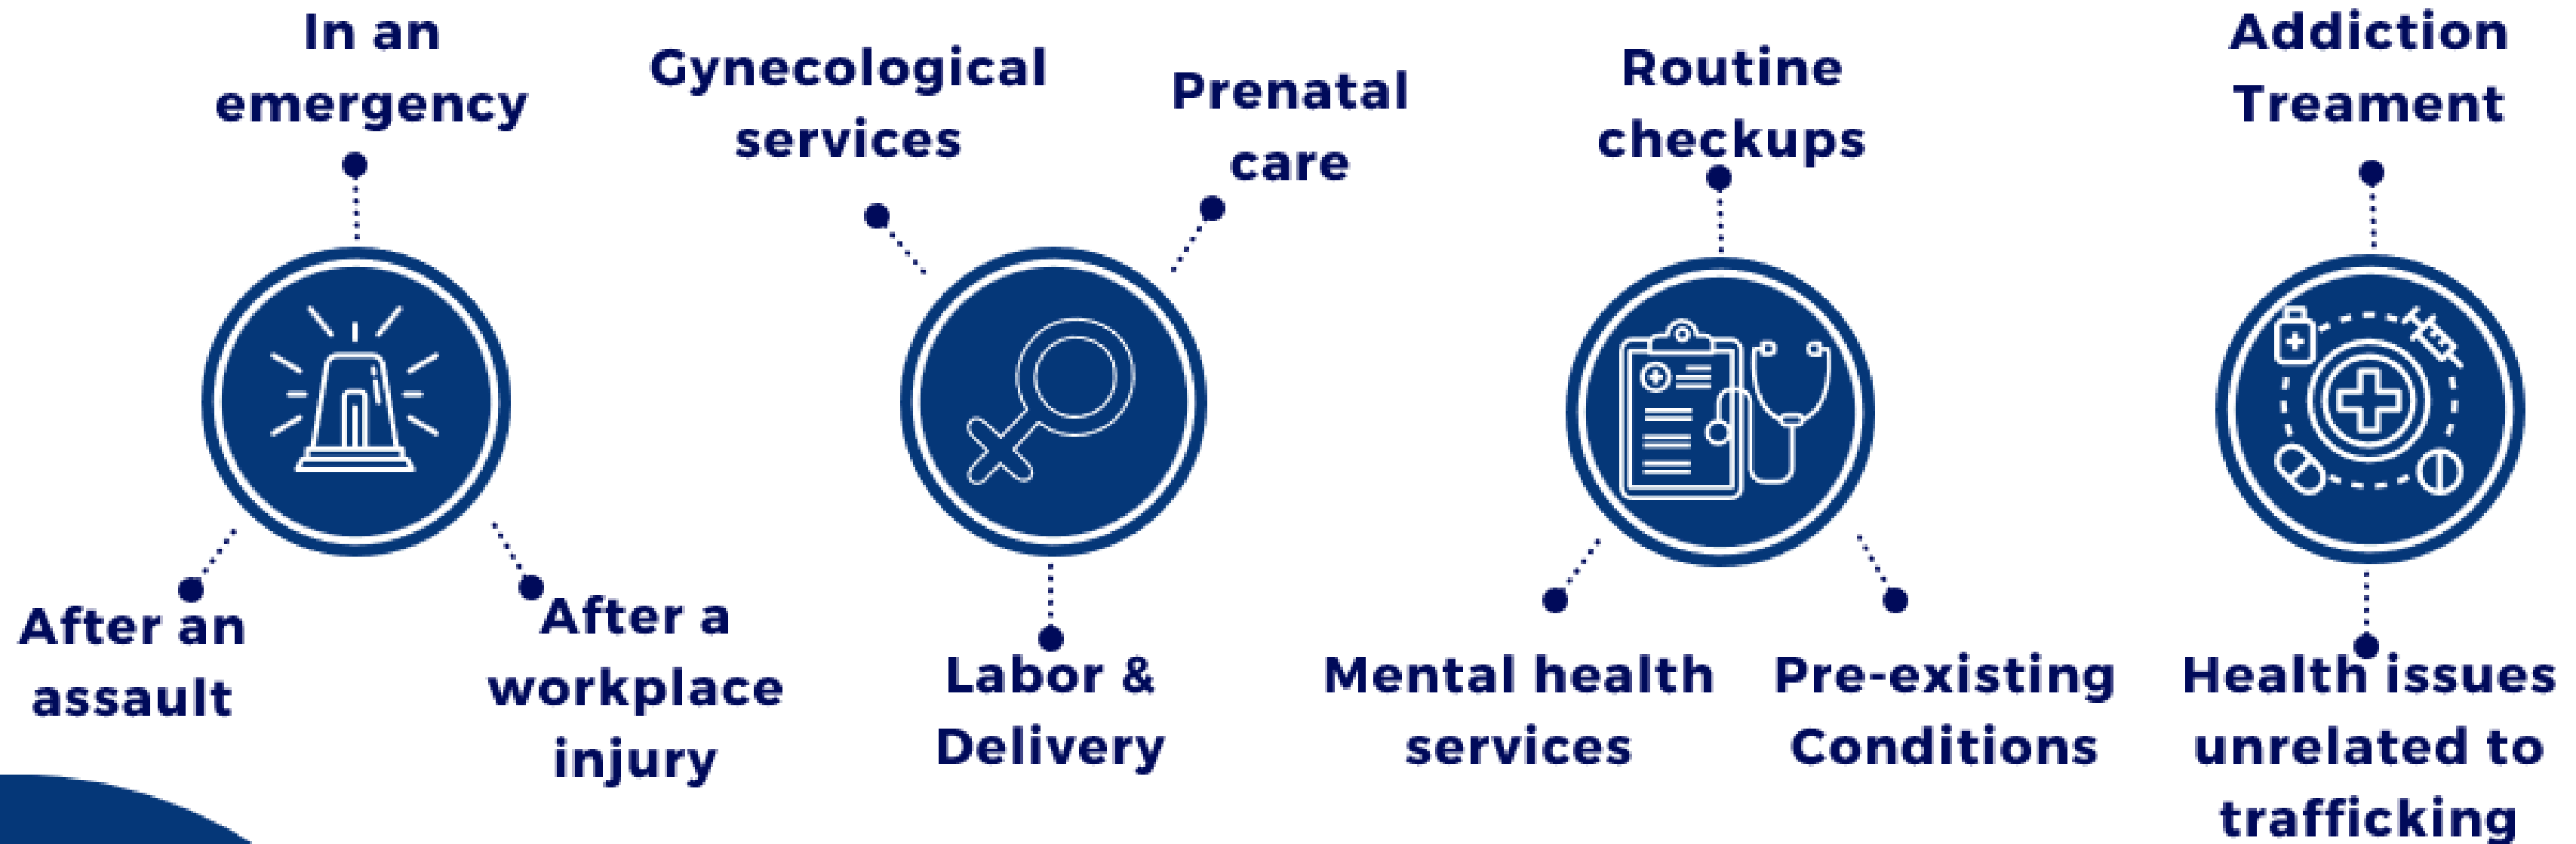 In an
emergency
After an
assault
After a
workplace
injury
Gynecological
services
Prenatal
care
Labor &
Delivery
Routine
checkups
Mental health
services
Pre-existing
Conditions
Addiction
Treament
Health issues
unrelated to
trafficking